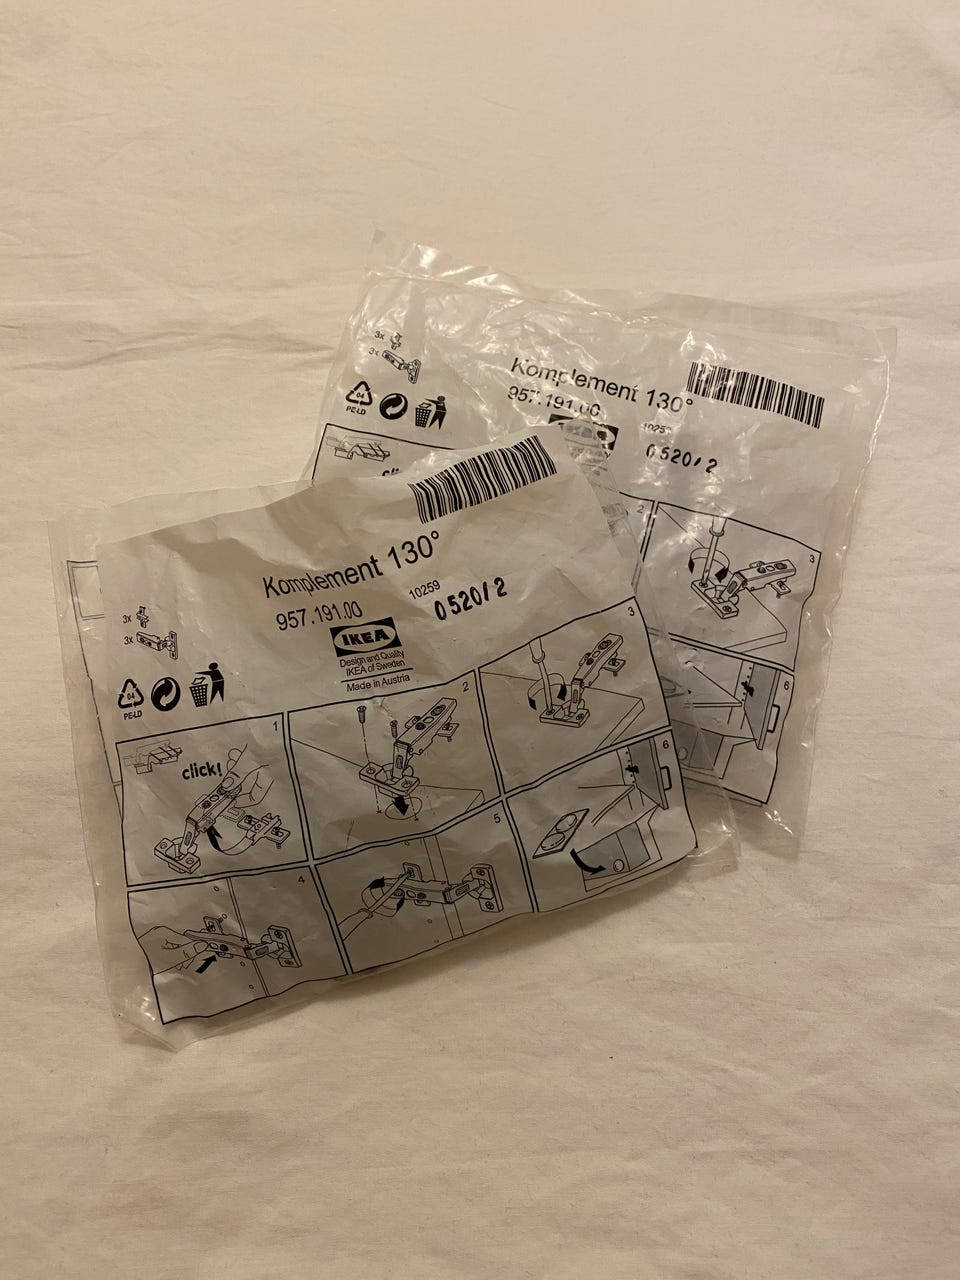 3x
3x
Komplement 130°
957.191.00
04
PE-LD
0520/2
2
3
6
Komplement 130°
957.191.00
10259
0520/2
IKEA
Design and Quality
IKEA of Sweden
Made in Austria
3x
3x
04
PE-LD
1
click!
2
3
4
5
6